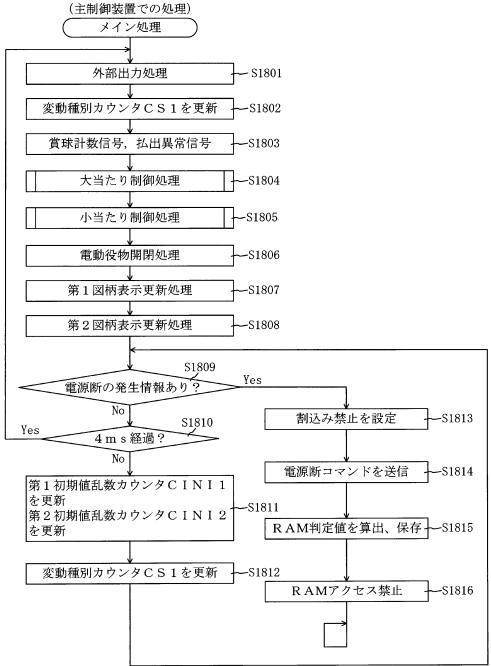 (主制御装置での処理)
メイン処理
外部出力処理 S1801
変動種別カウンタCS1を更新 S1802
賞球計数信号，払出異常信号 S1803
大当たり制御処理 S1804
小当たり制御処理 S1805
電動役物開閉処理 S1806
第1図柄表示更新処理 S1807
第2図柄表示更新処理 S1808
S1809
電源断の発生情報あり？ Yes
No
S1810
Yes 4ms経過？
No
割込み禁止を設定 S1813
電源断コマンドを送信 S1814
RAM判定値を算出、保存 S1815
RAMアクセス禁止 S1816
第1初期値乱数カウンタCINI1
を更新
第2初期値乱数カウンタCINI2
を更新
S1811
変動種別カウンタCS1を更新 S1812